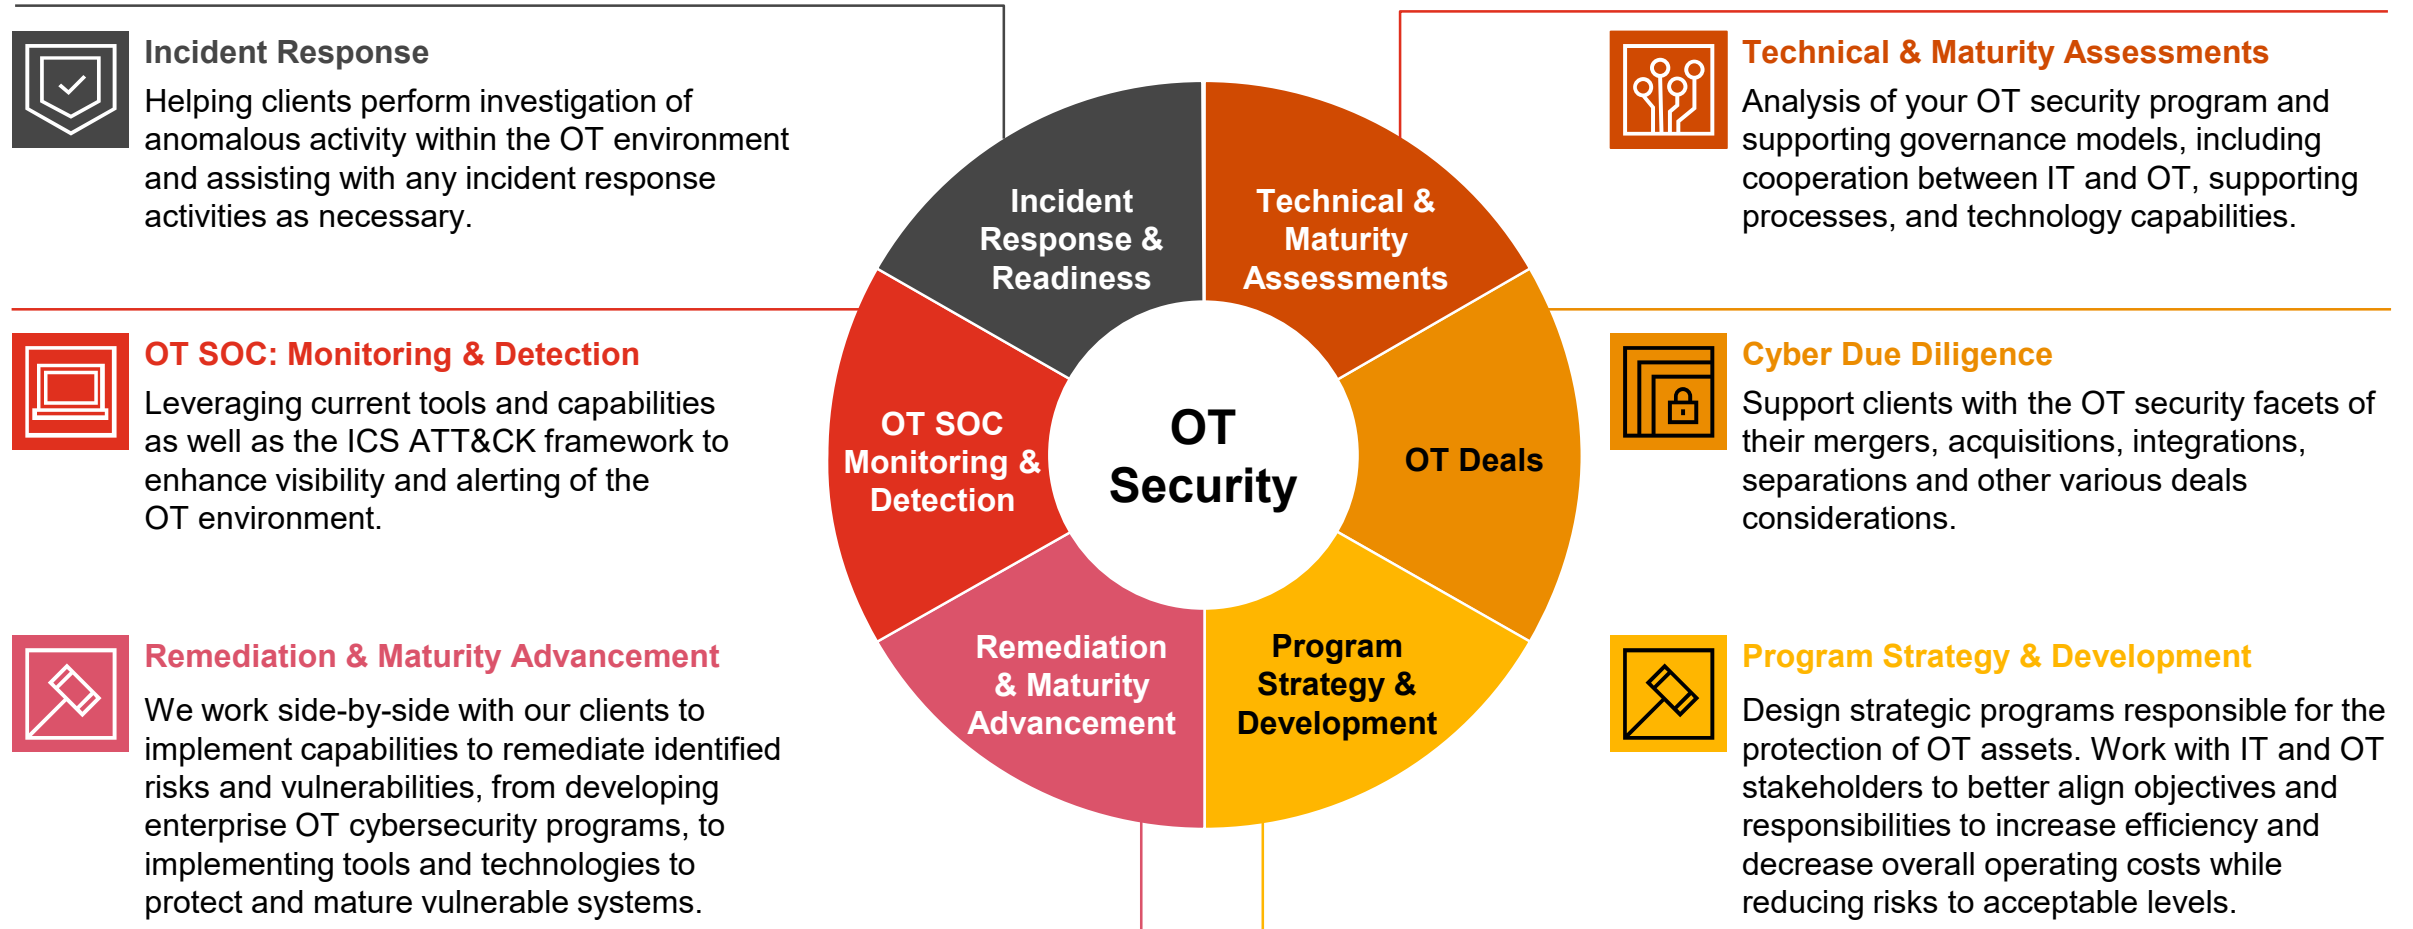 Incident Response
Helping clients perform investigation of
anomalous activity within the OT environment
and assisting with any incident response
activities as necessary.
OT SOC: Monitoring & Detection
Leveraging current tools and capabilities
as well as the ICS ATT&CK framework to
enhance visibility and alerting of the
OT environment.
Remediation & Maturity Advancement
We work side-by-side with our clients to
implement capabilities to remediate identified
risks and vulnerabilities, from developing
enterprise OT cybersecurity programs, to
implementing tools and technologies to
protect and mature vulnerable systems.
Incident
Response &
Readiness
Technical &
Maturity
Assessments
OT SOC
Monitoring &
Detection
OT
Security
OT Deals
Remediation
& Maturity
Advancement
Program
Strategy &
Development
Technical & Maturity Assessments
Analysis of your OT security program and
supporting governance models, including
cooperation between IT and OT, supporting
processes, and technology capabilities.
Cyber Due Diligence
Support clients with the OT security facets of
their mergers, acquisitions, integrations,
separations and other various deals
considerations.
Program Strategy & Development
Design strategic programs responsible for the
protection of OT assets. Work with IT and OT
stakeholders to better align objectives and
responsibilities to increase efficiency and
decrease overall operating costs while
reducing risks to acceptable levels.